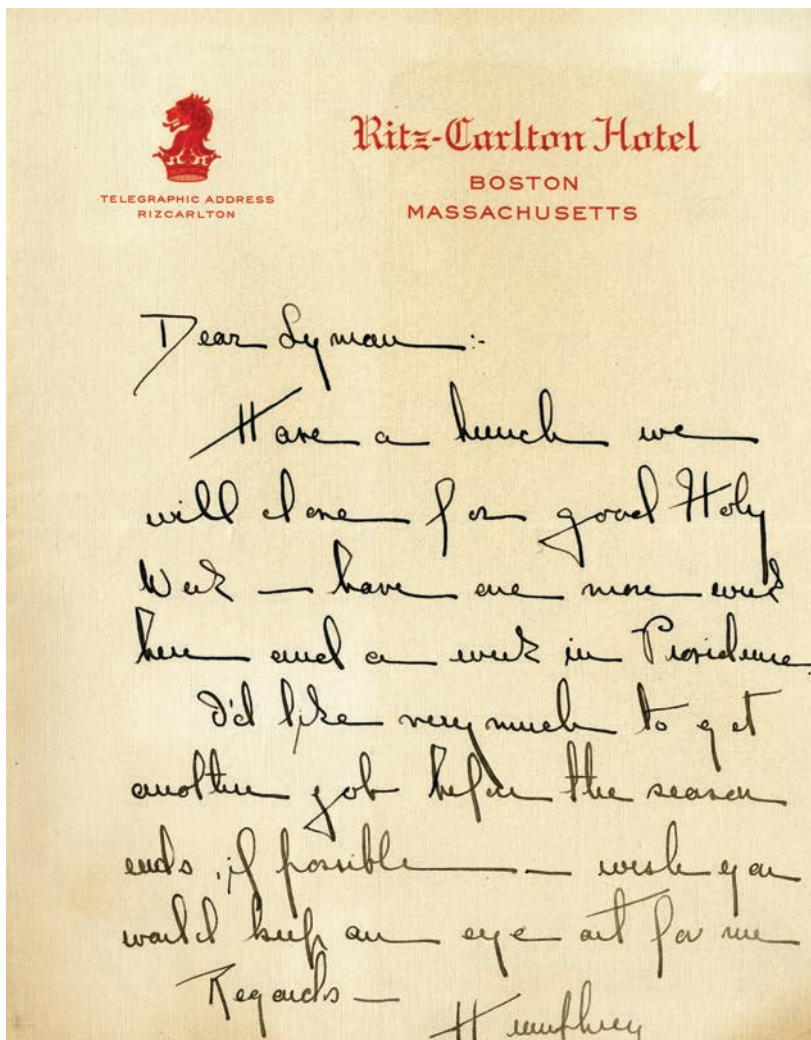 Ritz-Carlton Hotel
BOSTON
MASSACHUSETTS
TELEGRAPHIC ADDRESS
RIZCARLTON
Dear Lyman :-
Have a hunch we
will close for good Holy
Week — have one more week
here and a week in Providence.
I'd like very much to get
another job before the season
ends, if possible — wish you
would keep an eye out for me
Regards —
Humphrey